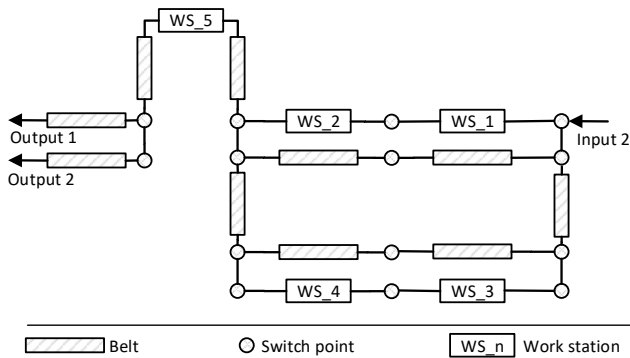 WS_5
Output 1
WS_2
WS_1
Input 2
Output 2
WS_4
WS_3
Belt
Switch point
WS_n
Work station